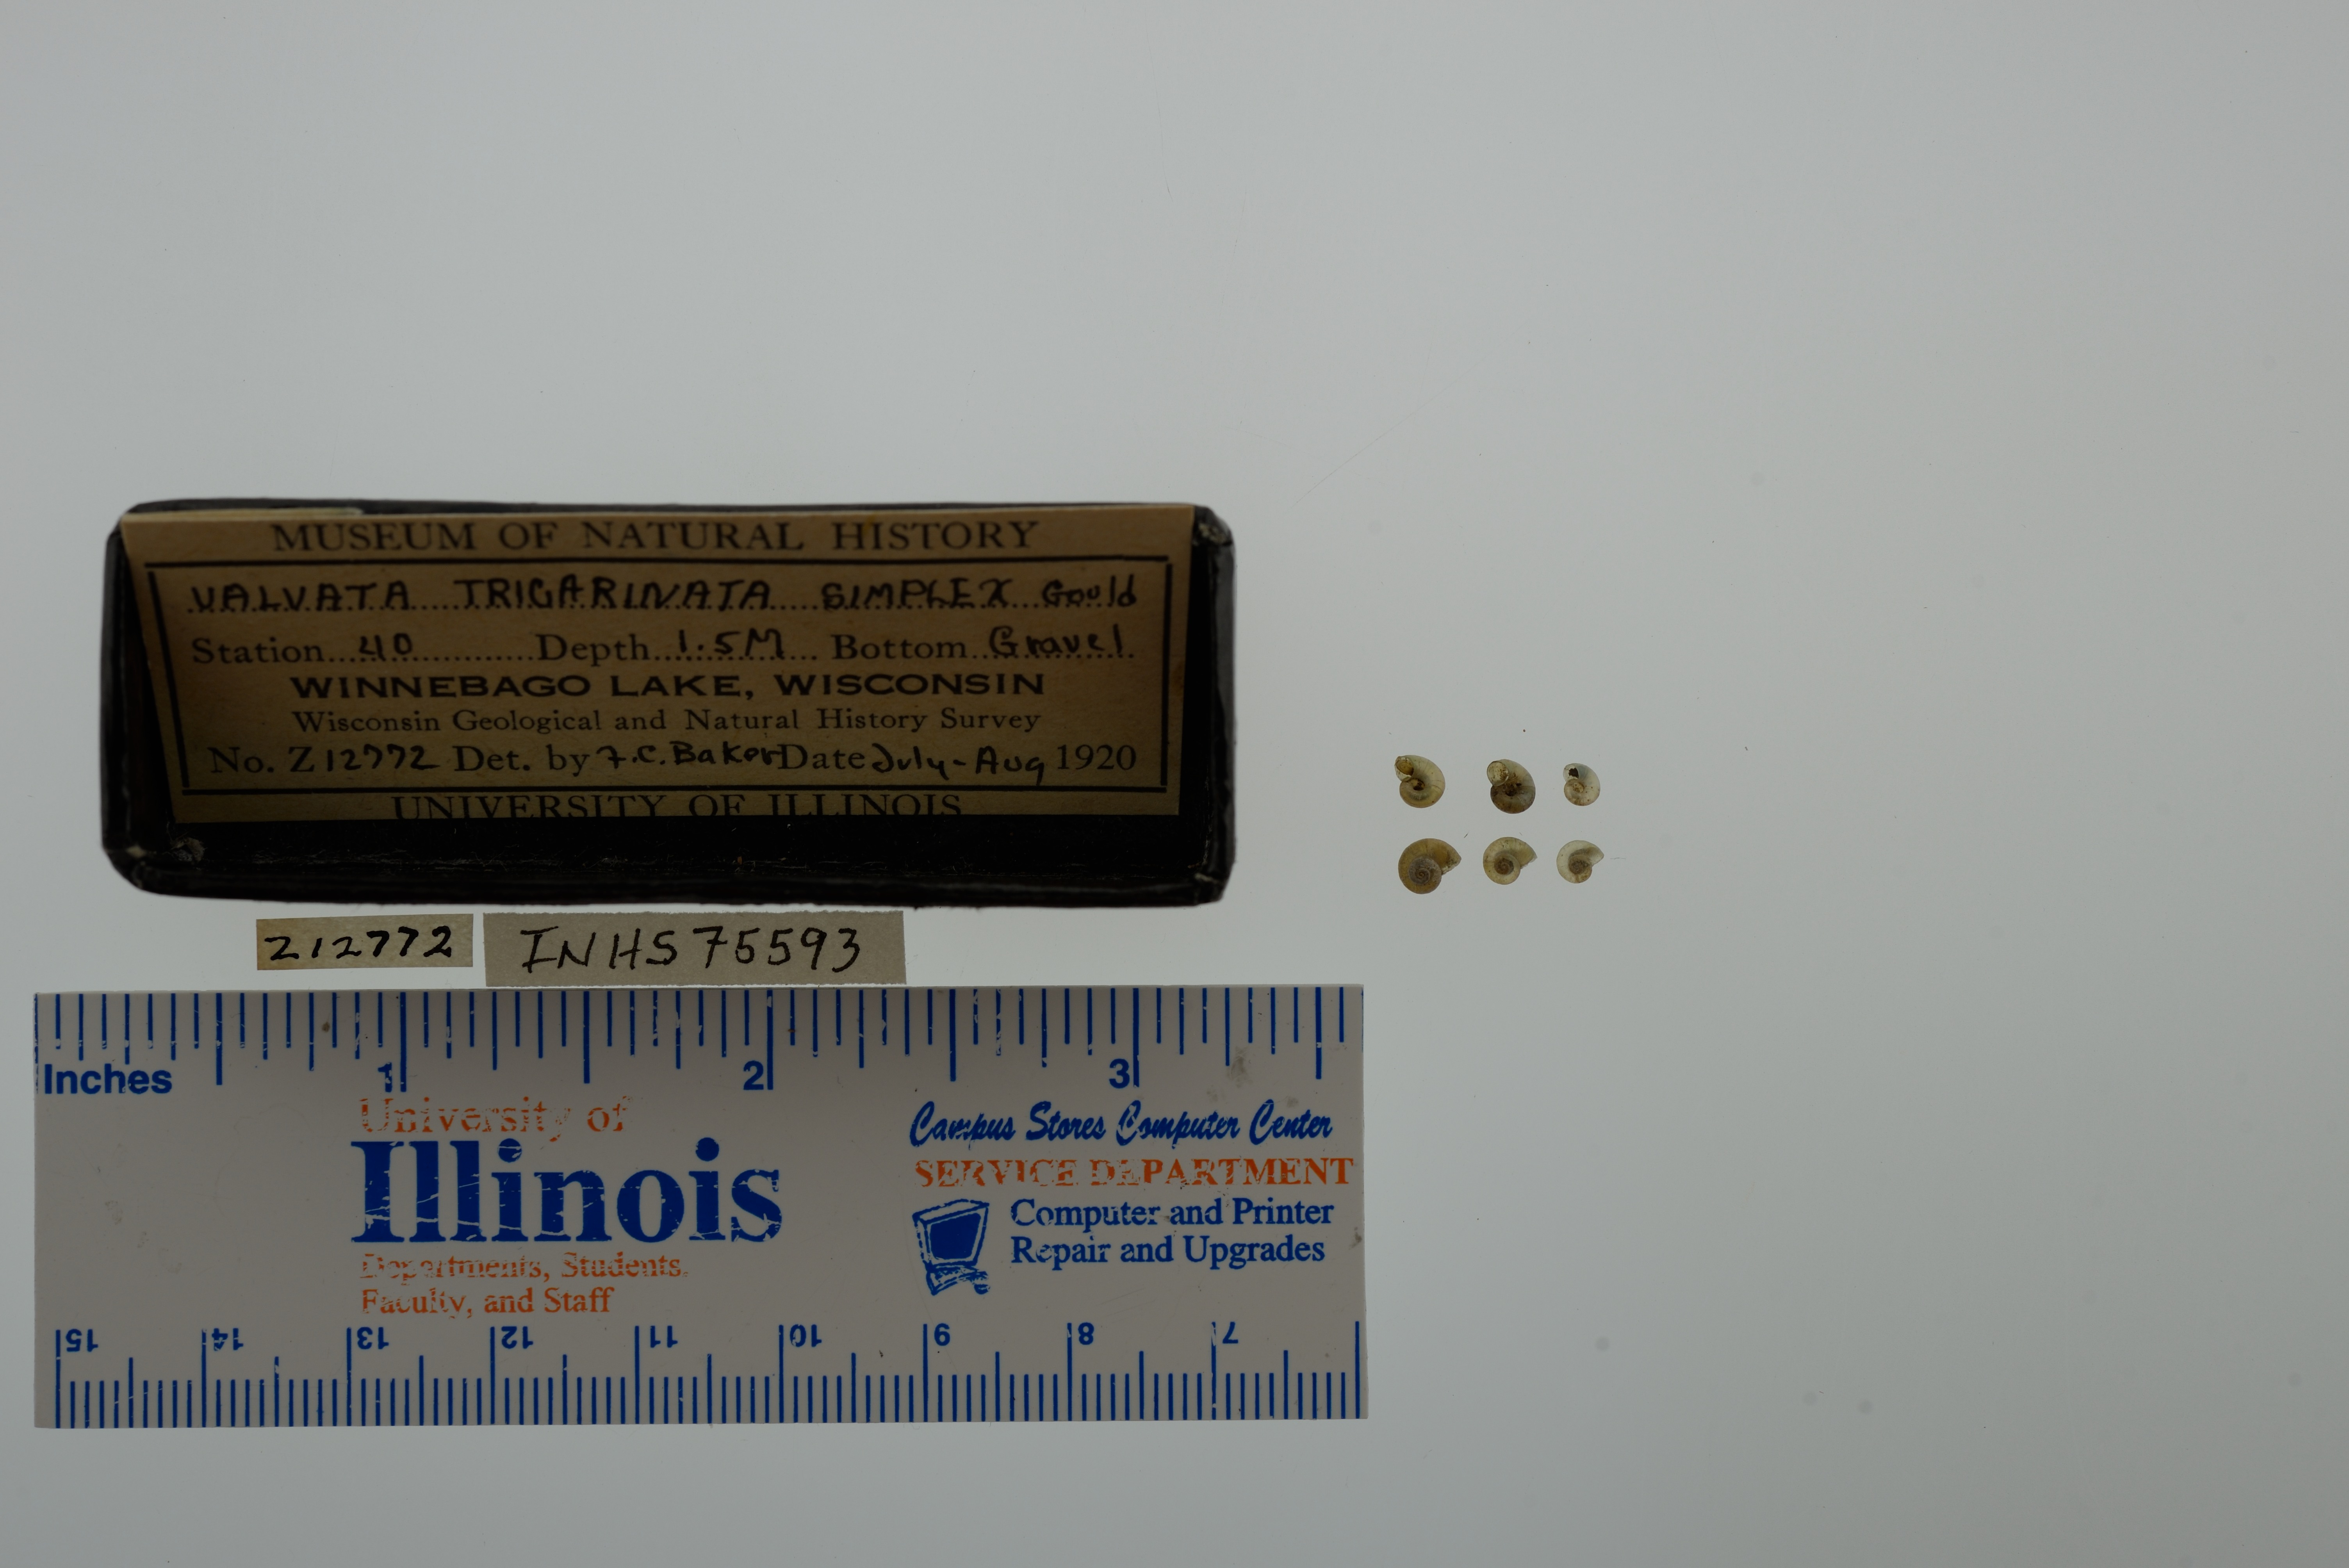 MUSEUM OF NATURAL HISTORY
VALVATA TRICARINATA SIMPLEX Gould
Station 40 Depth 1.5M Bottom Gravel
WINNEBAGO LAKE, WISCONSIN
Wisconsin Geological and Natural History Survey
No. Z12772 Det. by F.C. Baker Date July-Aug 1920
UNIVERSITY OF ILLINOIS
Z12772
INHS 75593
Inches 1 2 3
University of
Illinois
Departments, Students,
Faculty, and Staff
Campus Stores Computer Center
SERVICE DEPARTMENT
Computer and Printer
Repair and Upgrades
15 14 13 12 11 10 9 8 7